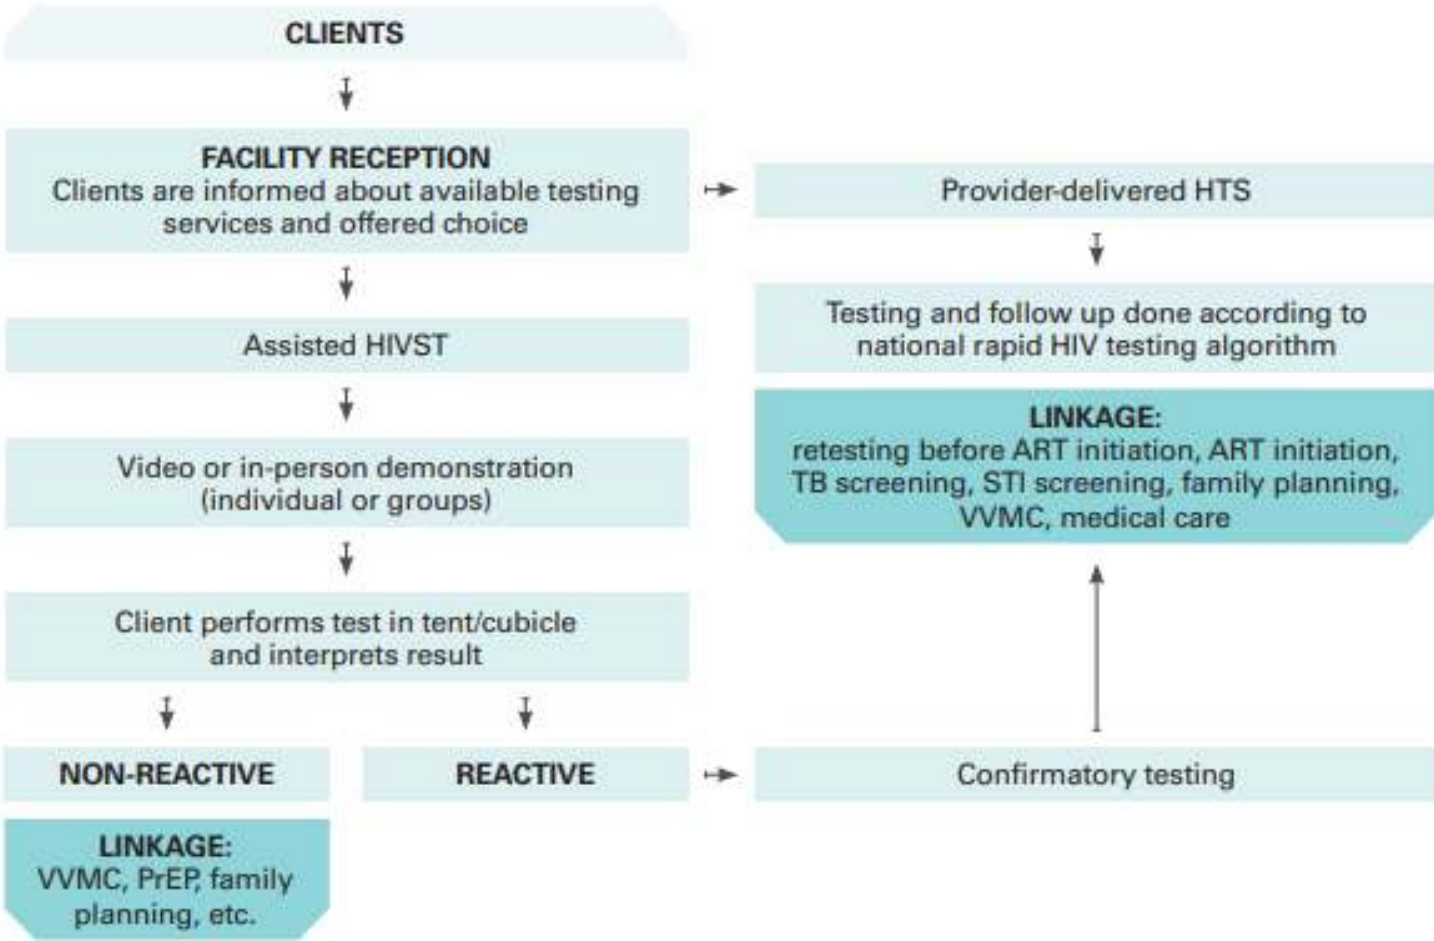 CLIENTS
FACILITY RECEPTION
Clients are informed about available testing
services and offered choice
Assisted HIVST
Video or in-person demonstration
(individual or groups)
Client performs test in tent/cubicle
and interprets result
NON-REACTIVE
LINKAGE:
VVMC, PrEP, family
planning, etc.
REACTIVE
Provider-delivered HTS
Testing and follow up done according to
national rapid HIV testing algorithm
LINKAGE:
retesting before ART initiation, ART initiation,
TB screening, STI screening, family planning,
VVMC, medical care
Confirmatory testing